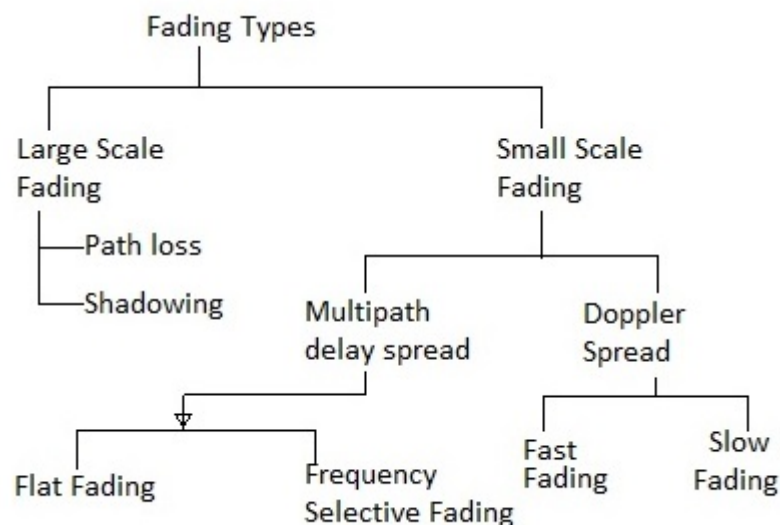 Fading Types
Large Scale
Fading
Small Scale
Fading
Path loss
Shadowing
Multipath
delay spread
Doppler
Spread
Flat Fading
Frequency
Selective Fading
Fast
Fading
Slow
Fading